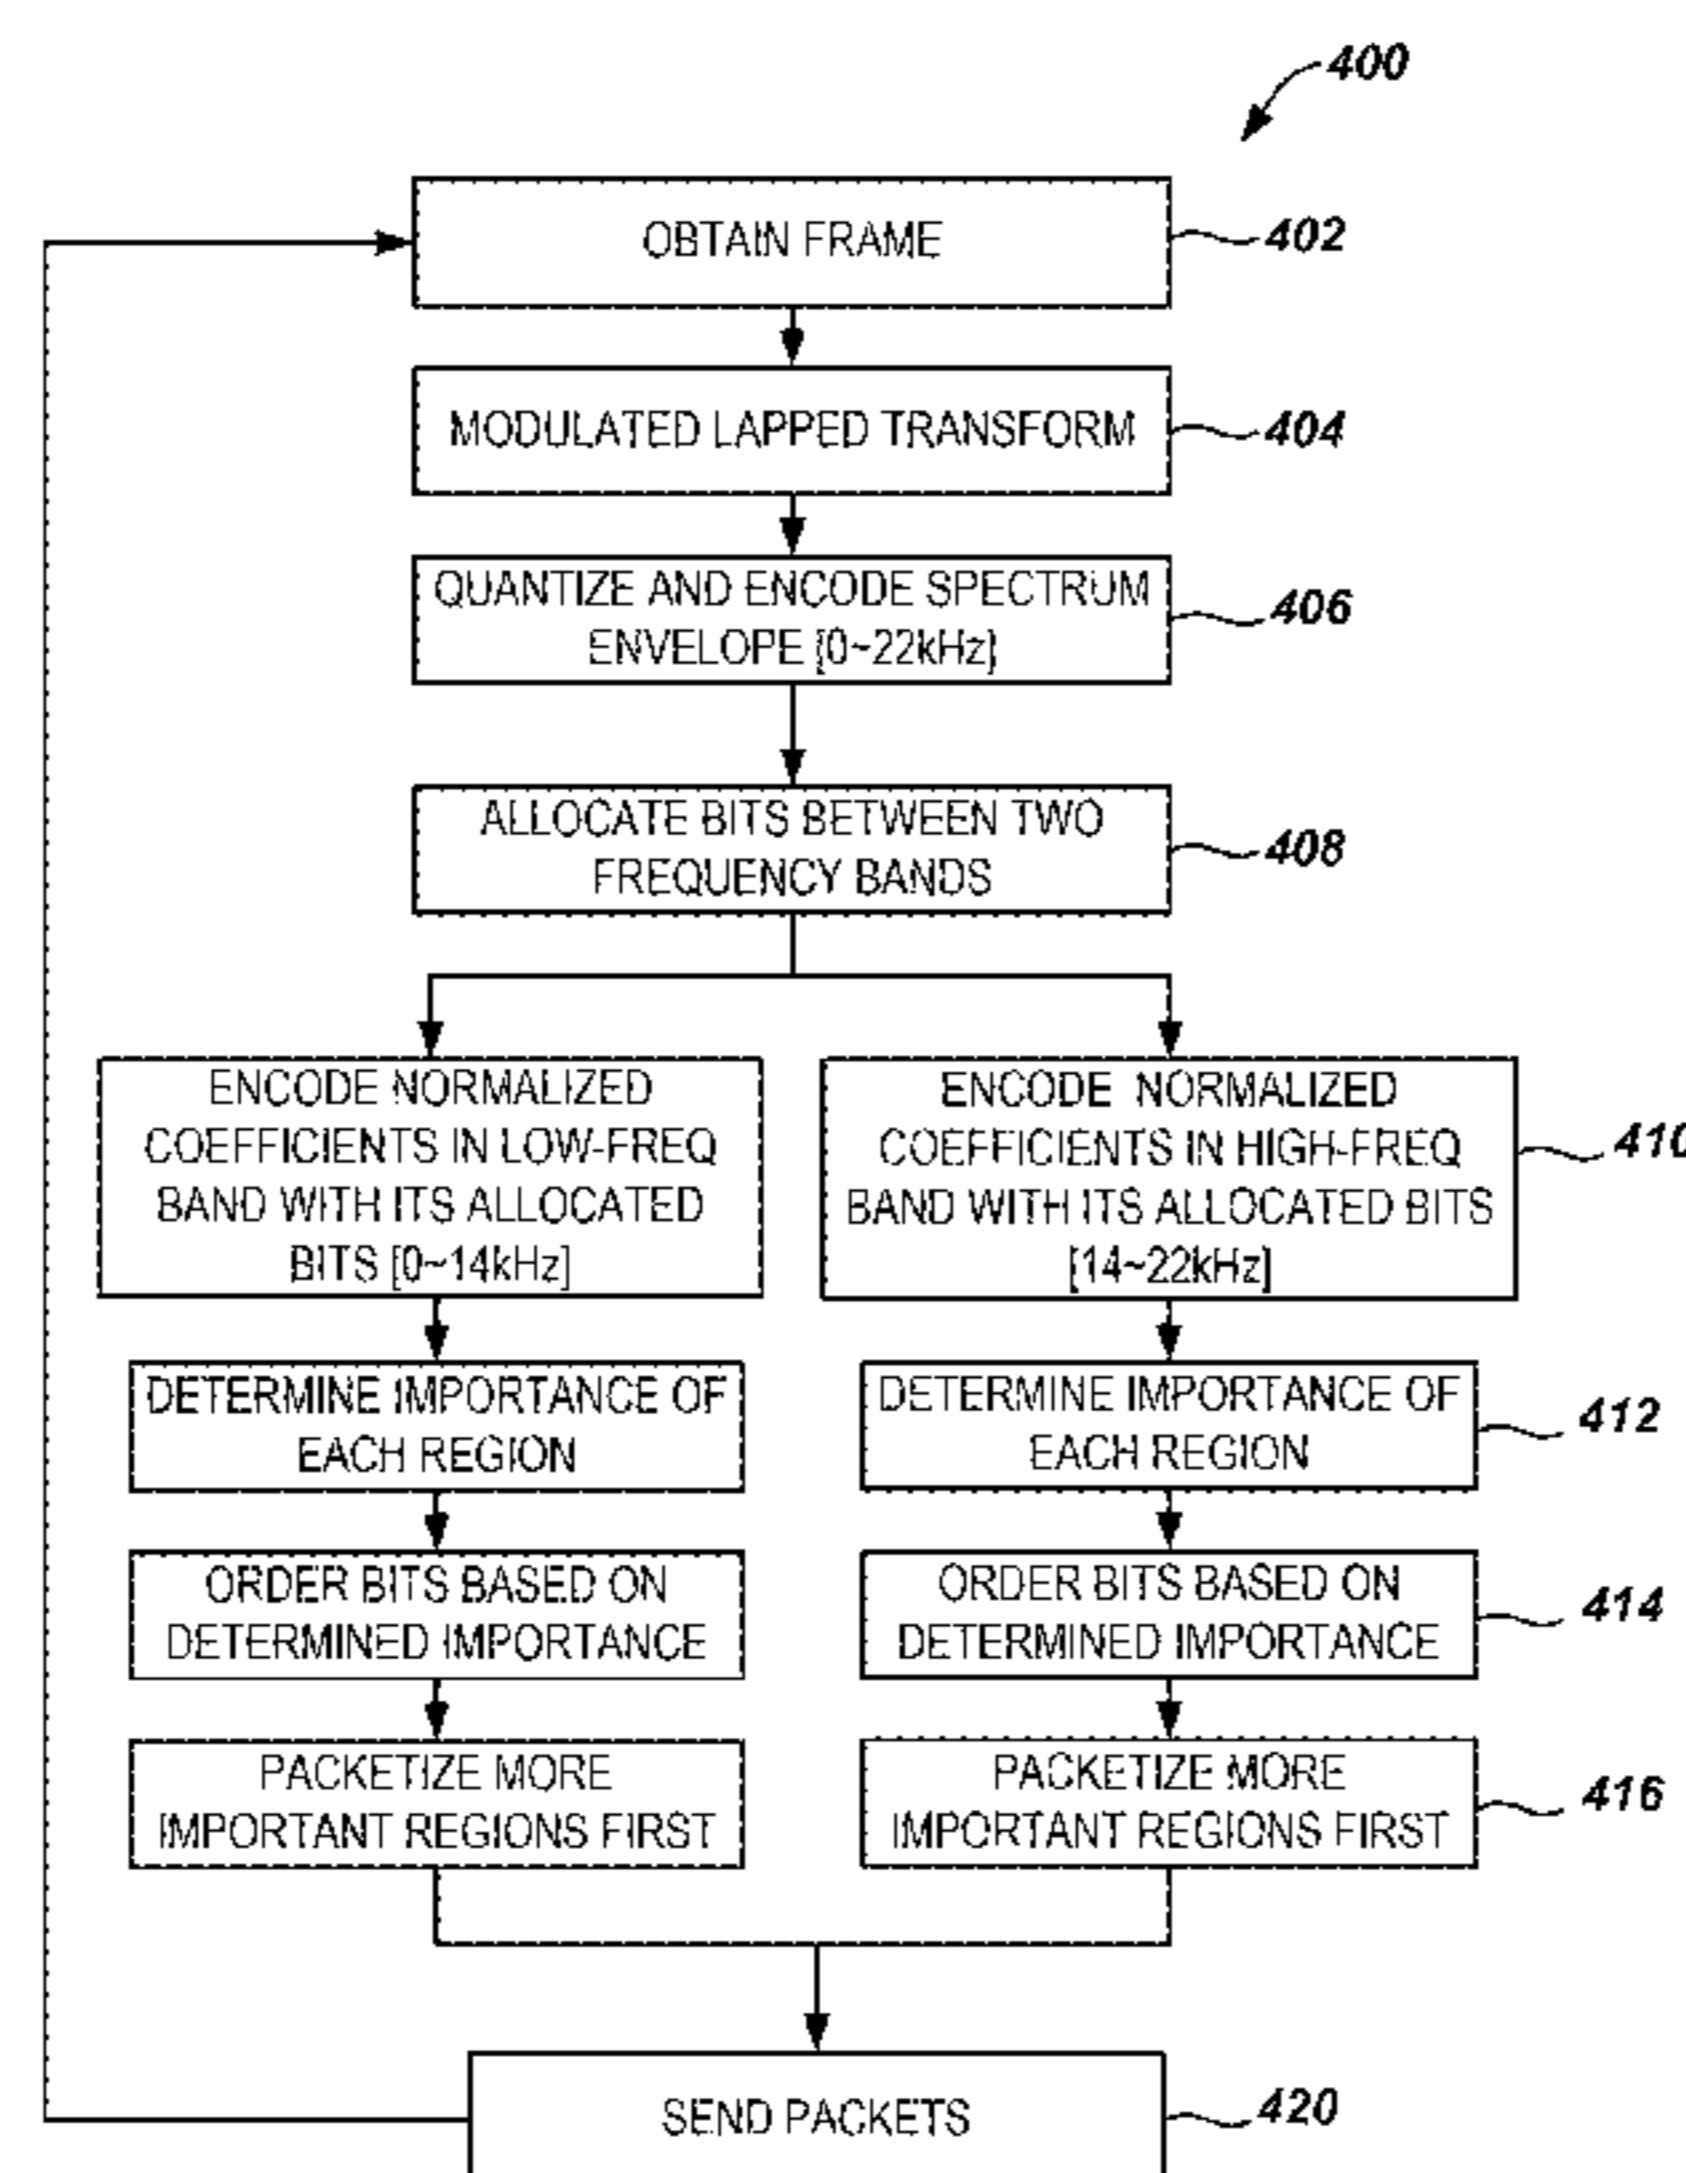 400
OBTAIN FRAME
402
MODULATED LAPPED TRANSFORM
404
QUANTIZE AND ENCODE SPECTRUM
ENVELOPE [0~22kHz]
406
ALLOCATE BITS BETWEEN TWO
FREQUENCY BANDS
408
ENCODE NORMALIZED
COEFFICIENTS IN LOW-FREQ
BAND WITH ITS ALLOCATED
BITS [0~14kHz]
ENCODE NORMALIZED
COEFFICIENTS IN HIGH-FREQ
BAND WITH ITS ALLOCATED BITS
[14~22kHz]
410
DETERMINE IMPORTANCE OF
EACH REGION
DETERMINE IMPORTANCE OF
EACH REGION
412
ORDER BITS BASED ON
DETERMINED IMPORTANCE
ORDER BITS BASED ON
DETERMINED IMPORTANCE
414
PACKETIZE MORE
IMPORTANT REGIONS FIRST
PACKETIZE MORE
IMPORTANT REGIONS FIRST
416
SEND PACKETS
420